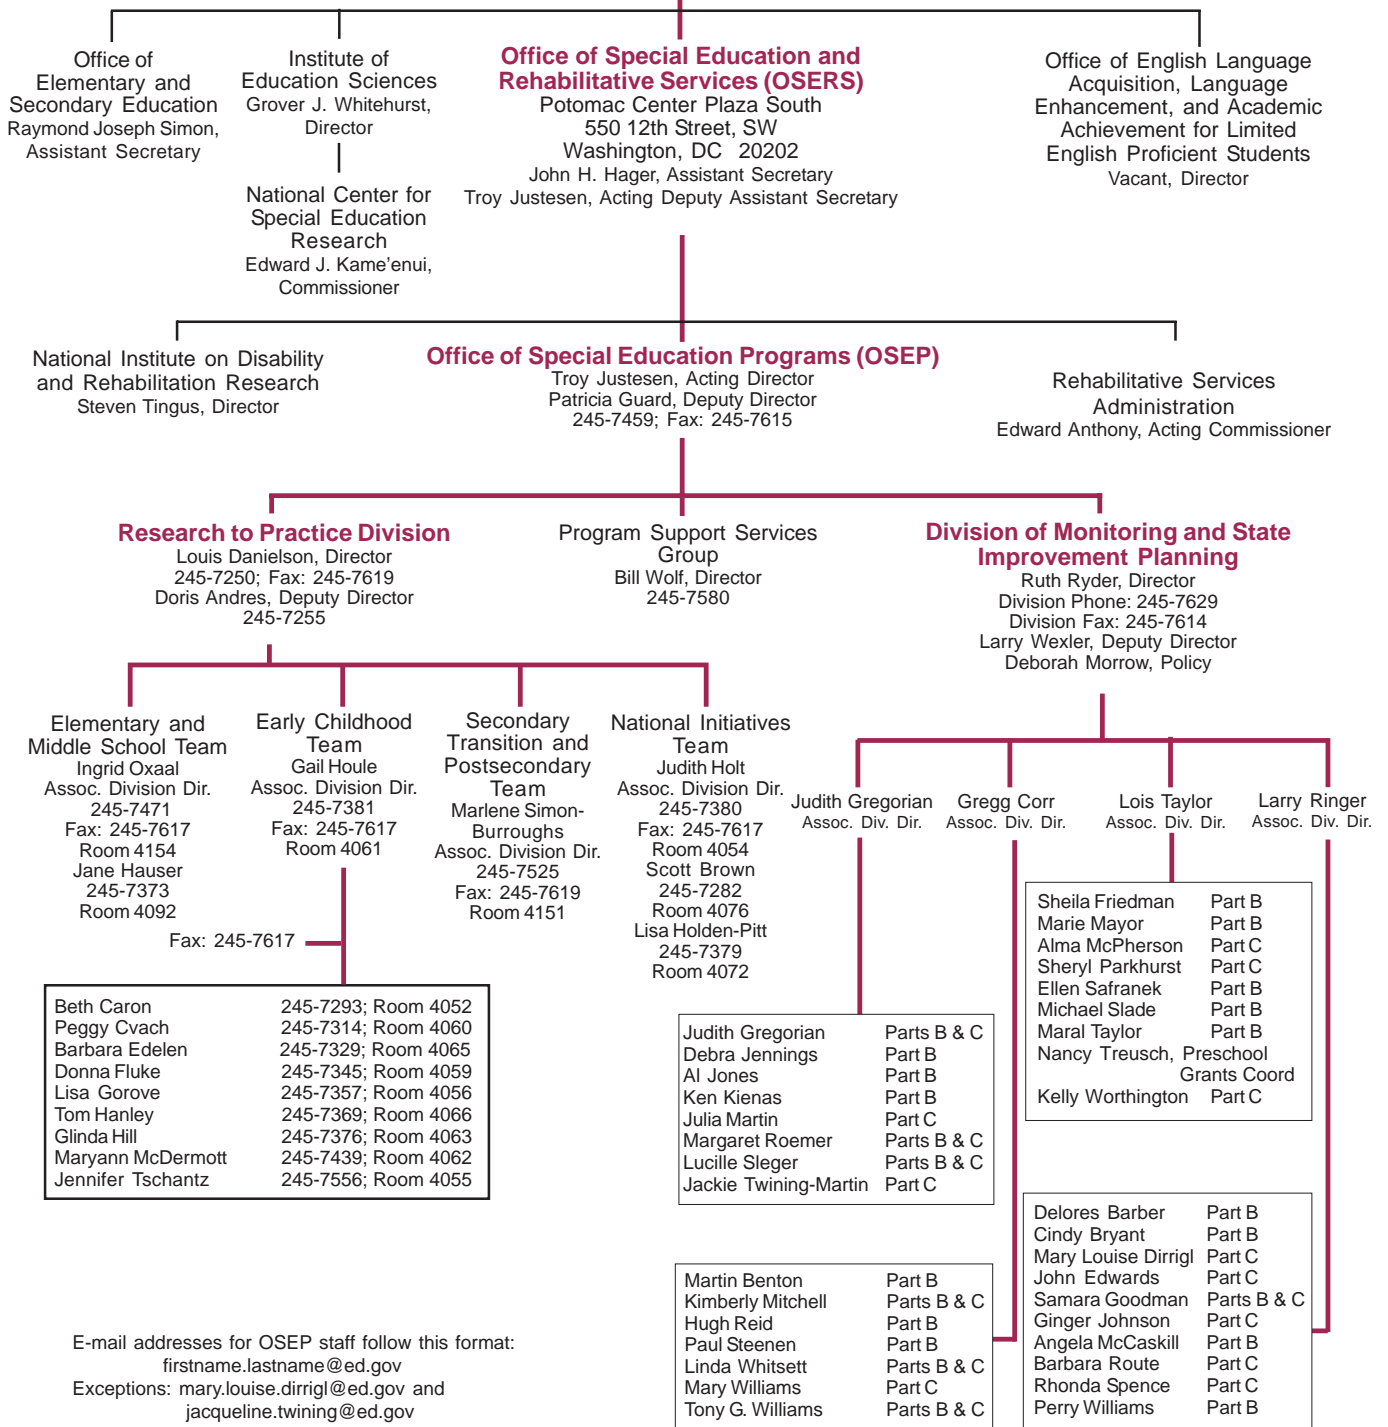 Office of
Elementary and
Secondary Education
Raymond Joseph Simon,
Assistant Secretary
Institute of
Education Sciences
Grover J. Whitehurst,
Director
National Center for
Special Education
Research
Edward J. Kame'enui,
Commissioner
Office of Special Education and
Rehabilitative Services (OSERS)
Potomac Center Plaza South
550 12th Street, SW
Washington, DC 20202
John H. Hager, Assistant Secretary
Troy Justesen, Acting Deputy Assistant Secretary
Office of English Language
Acquisition, Language
Enhancement, and Academic
Achievement for Limited
English Proficient Students
Vacant, Director
National Institute on Disability
and Rehabilitation Research
Steven Tingus, Director
Office of Special Education Programs (OSEP)
Troy Justesen, Acting Director
Patricia Guard, Deputy Director
245-7459; Fax: 245-7615
Rehabilitative Services
Administration
Edward Anthony, Acting Commissioner
Research to Practice Division
Louis Danielson, Director
245-7250; Fax: 245-7619
Doris Andres, Deputy Director
245-7255
Program Support Services
Group
Bill Wolf, Director
245-7580
Division of Monitoring and State
Improvement Planning
Ruth Ryder, Director
Division Phone: 245-7629
Division Fax: 245-7614
Larry Wexler, Deputy Director
Deborah Morrow, Policy
Elementary and
Middle School Team
Ingrid Oxaal
Assoc. Division Dir.
245-7471
Fax: 245-7617
Room 4154
Jane Hauser
245-7373
Room 4092
Early Childhood
Team
Gail Houle
Assoc. Division Dir.
245-7381
Fax: 245-7617
Room 4061
Secondary
Transition and
Postsecondary
Team
Marlene Simon-
Burroughs
Assoc. Division Dir.
245-7525
Fax: 245-7619
Room 4151
National Initiatives
Team
Judith Holt
Assoc. Division Dir.
245-7380
Fax: 245-7617
Room 4054
Scott Brown
245-7282
Room 4076
Lisa Holden-Pitt
245-7379
Room 4072
Fax: 245-7617
Beth Caron 245-7293; Room 4052
Peggy Cvach 245-7314; Room 4060
Barbara Edelen 245-7329; Room 4065
Donna Fluke 245-7345; Room 4059
Lisa Gorove 245-7357; Room 4056
Tom Hanley 245-7369; Room 4066
Glinda Hill 245-7376; Room 4063
Maryann McDermott 245-7439; Room 4062
Jennifer Tschantz 245-7556; Room 4055
Judith Gregorian
Assoc. Div. Dir.
Gregg Corr
Assoc. Div. Dir.
Lois Taylor
Assoc. Div. Dir.
Larry Ringer
Assoc. Div. Dir.
Sheila Friedman Part B
Marie Mayor Part B
Alma McPherson Part C
Sheryl Parkhurst Part C
Ellen Safranek Part B
Michael Slade Part B
Maral Taylor Part B
Nancy Treusch, Preschool
Grants Coord
Kelly Worthington Part C
Judith Gregorian Parts B & C
Debra Jennings Part B
Al Jones Part B
Ken Kienas Part B
Julia Martin Part C
Margaret Roemer Parts B & C
Lucille Sleger Parts B & C
Jackie Twining-Martin Part C
Martin Benton Part B
Kimberly Mitchell Parts B & C
Hugh Reid Part B
Paul Steenen Part B
Linda Whitsett Parts B & C
Mary Williams Part C
Tony G. Williams Parts B & C
Delores Barber Part B
Cindy Bryant Part B
Mary Louise Dirrigl Part C
John Edwards Part C
Samara Goodman Parts B & C
Ginger Johnson Part C
Angela McCaskill Part B
Barbara Route Part C
Rhonda Spence Part C
Perry Williams Part B
E-mail addresses for OSEP staff follow this format:
firstname.lastname@ed.gov
Exceptions: mary.louise.dirrigl@ed.gov and
jacqueline.twining@ed.gov